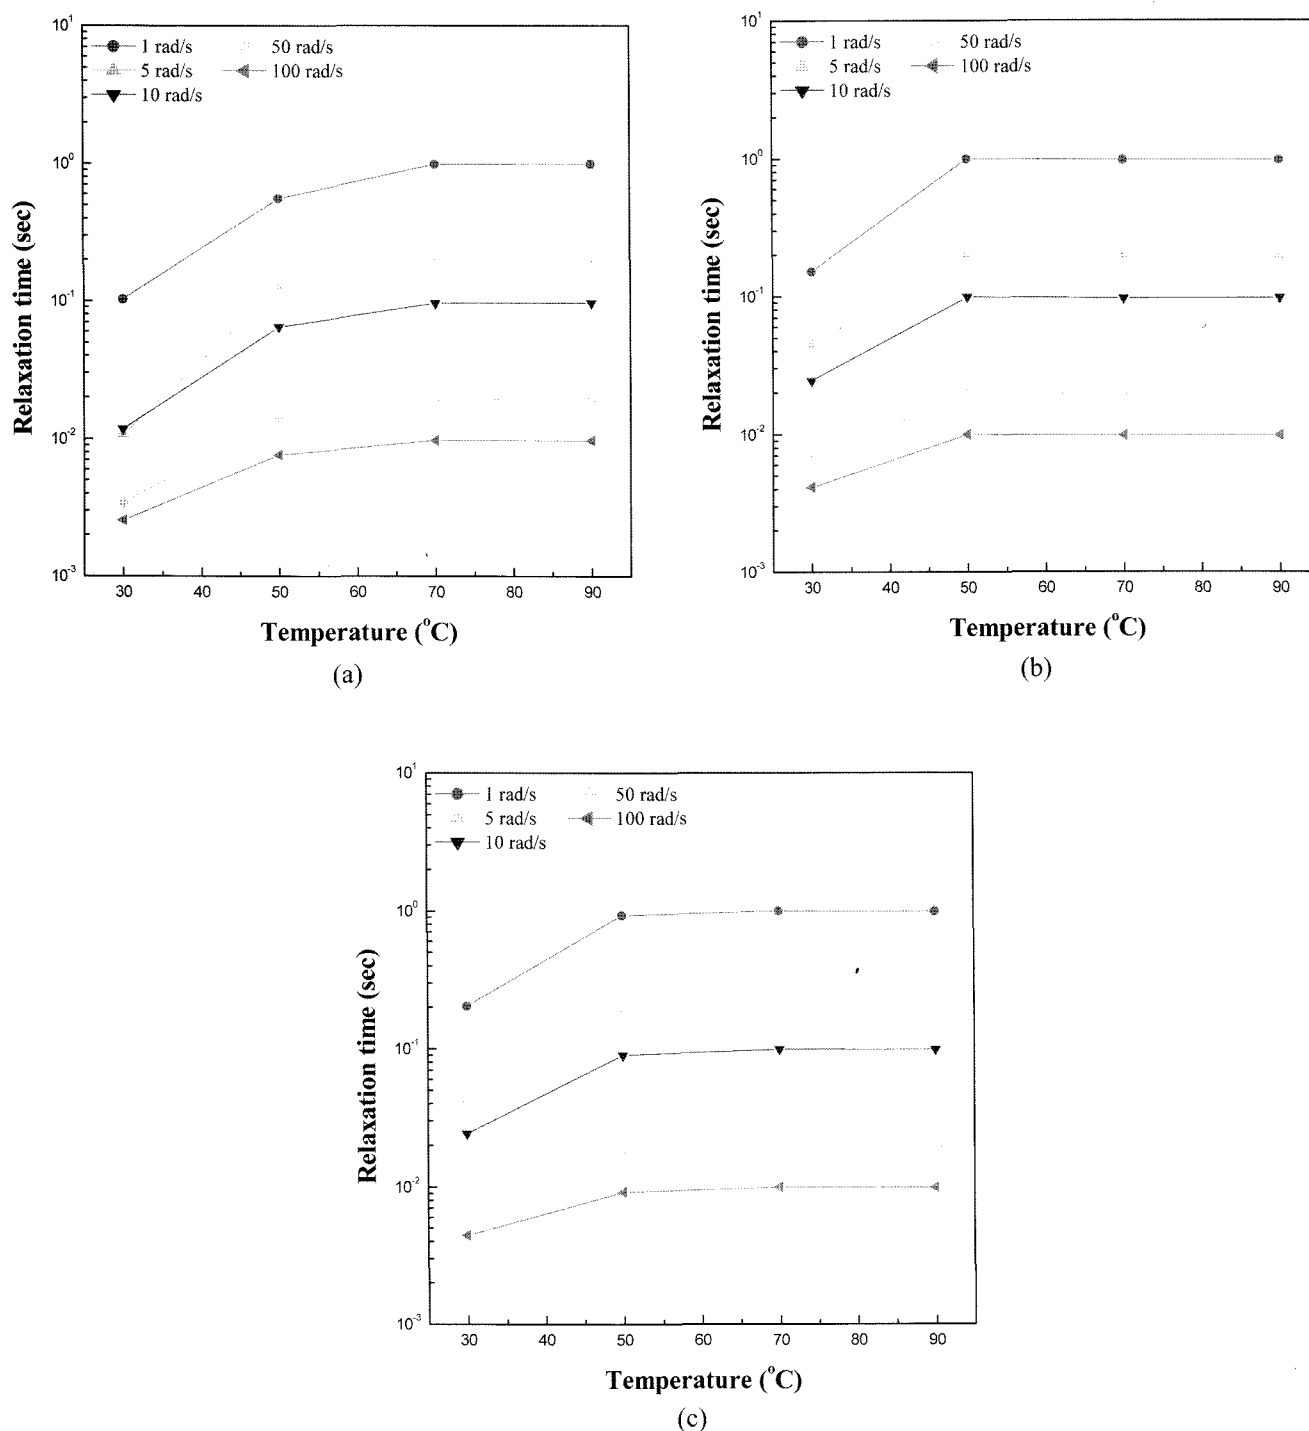 10¹
1 rad/s 50 rad/s
5 rad/s 100 rad/s
10 rad/s
10⁰
10⁻¹
10⁻²
10⁻³
Relaxation time (sec)
30 40 50 60 70 80 90
Temperature (°C)
(a)
10¹
1 rad/s 50 rad/s
5 rad/s 100 rad/s
10 rad/s
10⁰
10⁻¹
10⁻²
10⁻³
Relaxation time (sec)
30 40 50 60 70 80 90
Temperature (°C)
(b)
10¹
1 rad/s 50 rad/s
5 rad/s 100 rad/s
10 rad/s
10⁰
10⁻¹
10⁻²
10⁻³
Relaxation time (sec)
30 40 50 60 70 80 90
Temperature (°C)
(c)